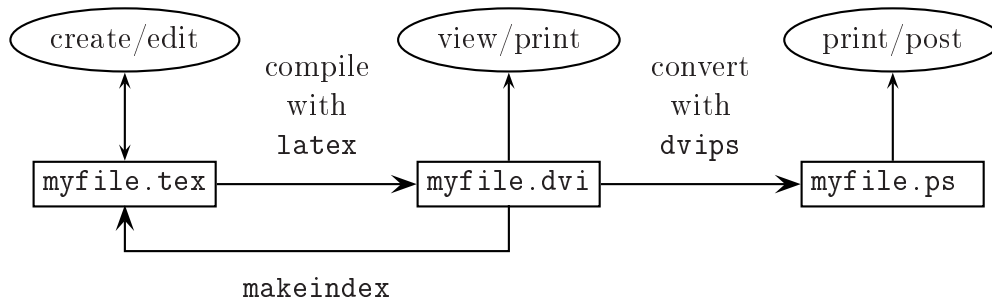 create/edit
view/print
print/post
compile
with
latex
convert
with
dvips
myfile.tex
myfile.dvi
myfile.ps
makeindex